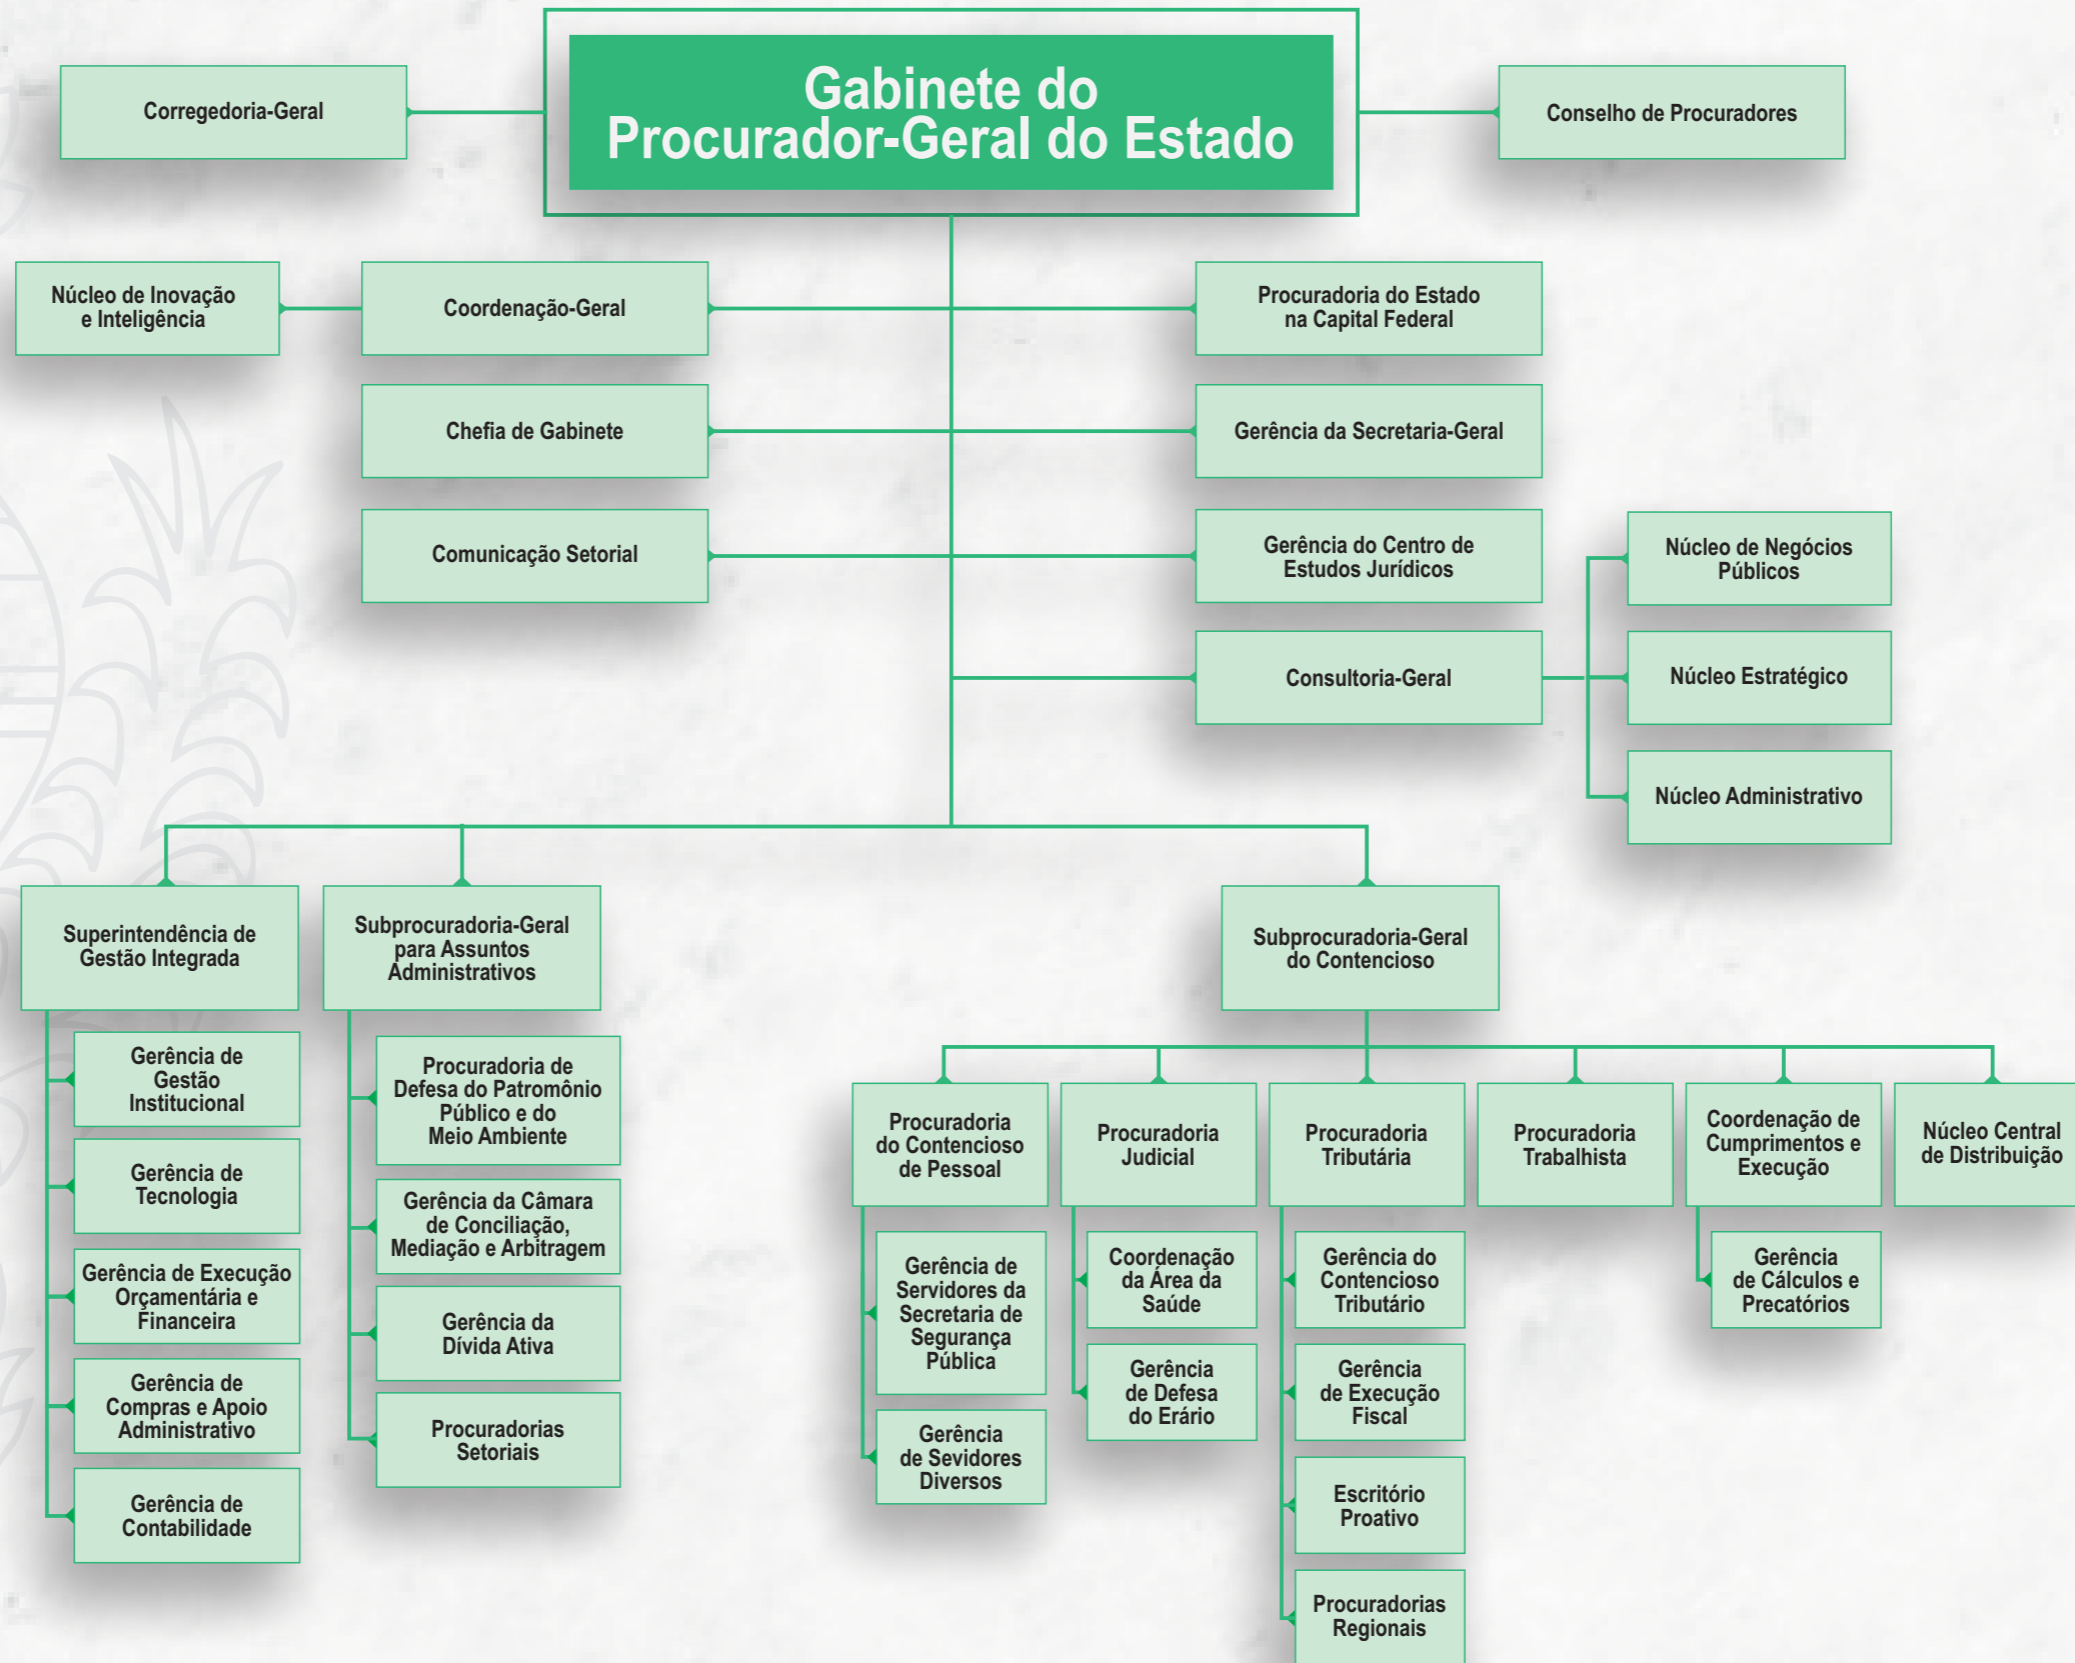 Gabinete do
Procurador-Geral do Estado
Corregedoria-Geral
Conselho de Procuradores
Núcleo de Inovação
e Inteligência
Coordenação-Geral
Procuradoria do Estado
na Capital Federal
Chefia de Gabinete
Gerência da Secretaria-Geral
Comunicação Setorial
Gerência do Centro de
Estudos Jurídicos
Consultoria-Geral
Núcleo de Negócios
Públicos
Núcleo Estratégico
Núcleo Administrativo
Superintendência de
Gestão Integrada
Gerência de
Gestão
Institucional
Gerência de
Tecnologia
Gerência de Execução
Orçamentária e
Financeira
Gerência de
Compras e Apoio
Administrativo
Gerência de
Contabilidade
Subprocuradoria-Geral
para Assuntos
Administrativos
Procuradoria de
Defesa do Patromônio
Público e do
Meio Ambiente
Gerência da Câmara
de Conciliação,
Mediação e Arbitragem
Gerência da
Dívida Ativa
Procuradorias
Setoriais
Subprocuradoria-Geral
do Contencioso
Procuradoria
do Contencioso
de Pessoal
Gerência de
Servidores da
Secretaria de
Segurança
Pública
Gerência
de Sevidores
Diversos
Procuradoria
Judicial
Coordenação
da Área da
Saúde
Gerência
de Defesa
do Erário
Procuradoria
Tributária
Gerência do
Contencioso
Tributário
Gerência
de Execução
Fiscal
Escritório
Proativo
Procuradorias
Regionais
Procuradoria
Trabalhista
Coordenação de
Cumprimentos e
Execução
Gerência
de Cálculos e
Precatórios
Núcleo Central
de Distribuição